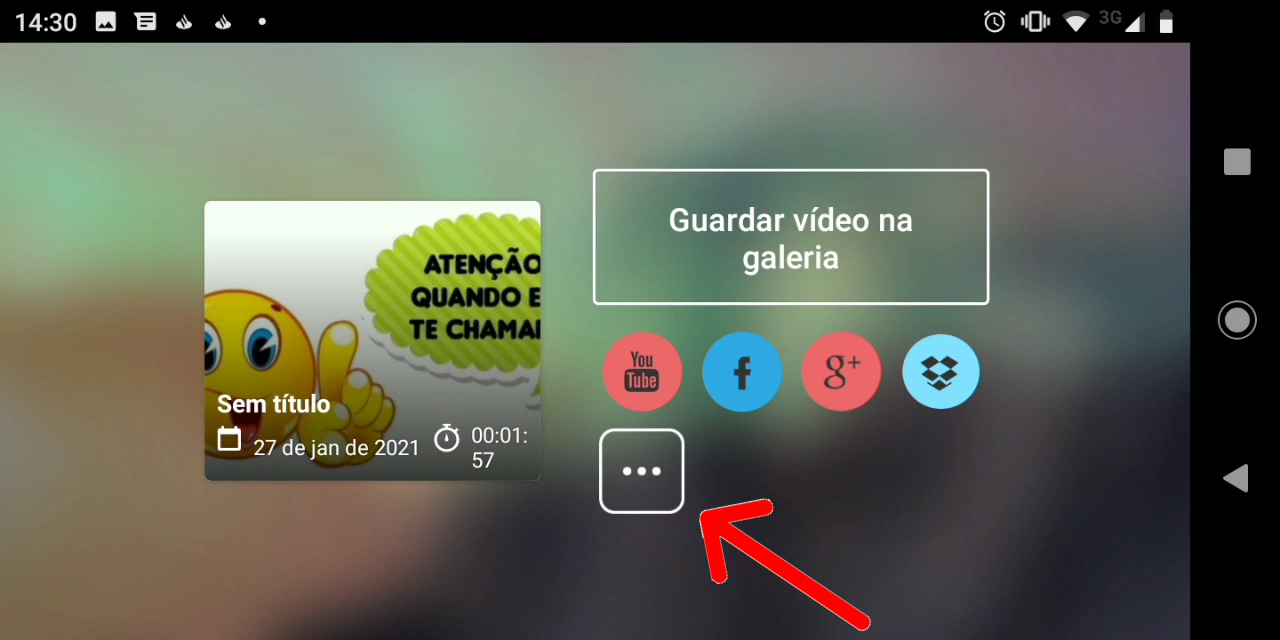 14:30
3G
Guardar vídeo na
galeria
ATENÇÃO
QUANDO E
TE CHAMA
You
Tube
f
g+
Sem título
27 de jan de 2021
00:01:
57